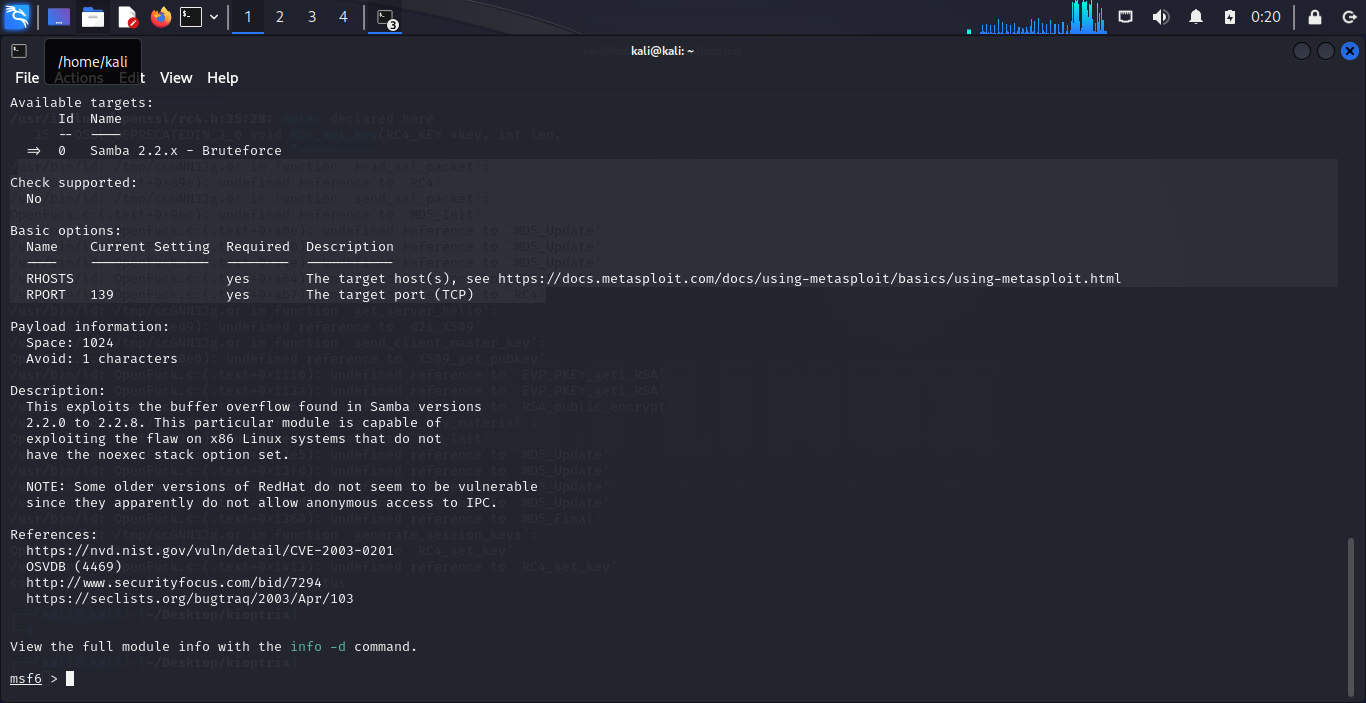 1 2 3 4 3 0:20
kali@kali: ~
/home/kali
File Actions Edit View Help
Available targets:
Id Name
-- ----
=> 0 Samba 2.2.x - Bruteforce
Check supported:
No
Basic options:
Name Current Setting Required Description
---- --------------- -------- -----------
RHOSTS yes The target host(s), see https://docs.metasploit.com/docs/using-metasploit/basics/using-metasploit.html
RPORT 139 yes The target port (TCP)
Payload information:
Space: 1024
Avoid: 1 characters
Description:
This exploits the buffer overflow found in Samba versions
2.2.0 to 2.2.8. This particular module is capable of
exploiting the flaw on x86 Linux systems that do not
have the noexec stack option set.
NOTE: Some older versions of RedHat do not seem to be vulnerable
since they apparently do not allow anonymous access to IPC.
References:
https://nvd.nist.gov/vuln/detail/CVE-2003-0201
OSVDB (4469)
http://www.securityfocus.com/bid/7294
https://seclists.org/bugtraq/2003/Apr/103
View the full module info with the info -d command.
msf6 >